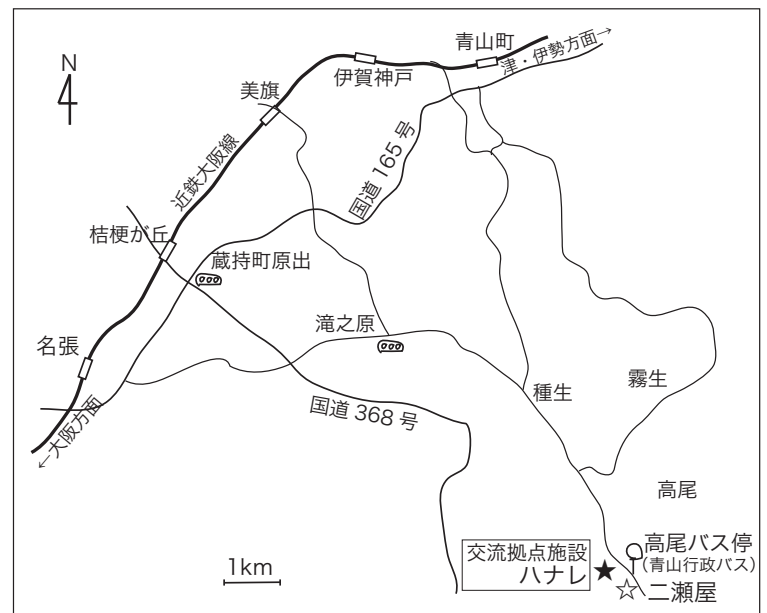 青山町
津・伊勢方面→
N
伊賀神戸
美旗
近鉄大阪線
国道165号
桔梗が丘
蔵持町原出
滝之原
名張
種生
霧生
国道368号
←大阪方面
高尾
1km
交流拠点施設
ハナレ
高尾バス停
(青山行政バス)
二瀬屋